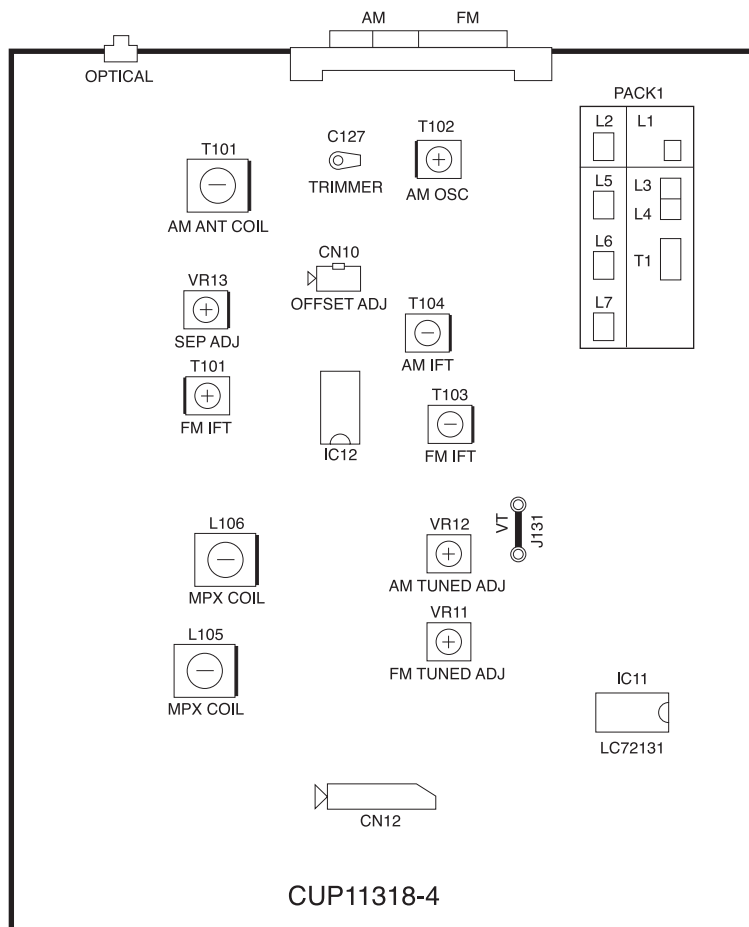 AM FM
OPTICAL
PACK1
L2 L1
L5 L3
L4
L6 T1
L7
T101
AM ANT COIL
C127
TRIMMER
T102
AM OSC
CN10
OFFSET ADJ
VR13
SEP ADJ
T104
AM IFT
T101
FM IFT
IC12
T103
FM IFT
VT
J131
L106
MPX COIL
VR12
AM TUNED ADJ
L105
MPX COIL
VR11
FM TUNED ADJ
IC11
LC72131
CN12
CUP11318-4